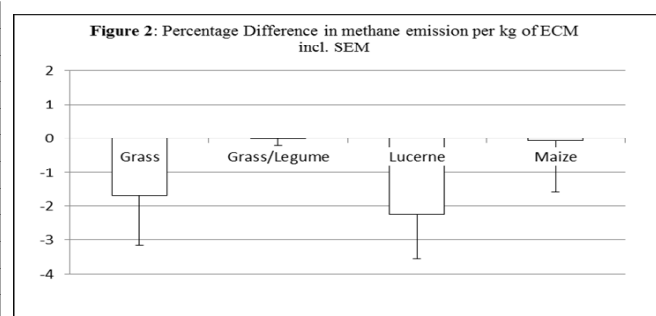 Figure 2: Percentage Difference in methane emission per kg of ECM
incl. SEM
2
1
0
Grass Grass/Legume Lucerne Maize
-1
-2
-3
-4